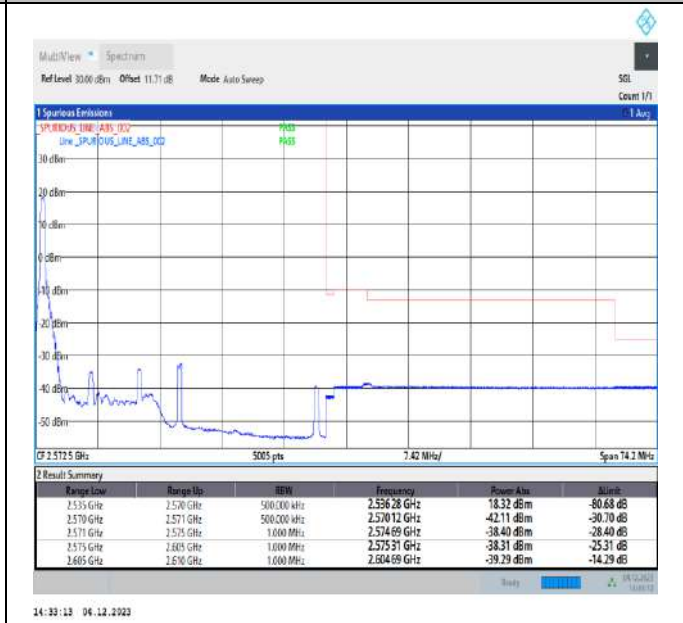 MultiView Spectrum
Ref Level 30.00 dBm Offset 11.71 dB Mode Auto Sweep SGL
Count 1/1
1 Spurious Emissions 1 Avg
_SPURIOUS_LINE_ABS_002 PASS
Line _SPURIOUS_LINE_ABS_002 PASS
30 dBm
20 dBm
10 dBm
0 dBm
-10 dBm
-20 dBm
-30 dBm
-40 dBm
-50 dBm
CF 2.5725 GHz 5005 pts 7.42 MHz/ Span 74.2 MHz
2 Result Summary
Range Low Range Up RBW Frequency Power Abs ΔLimit
2.535 GHz 2.570 GHz 500.000 kHz 2.53628 GHz 18.32 dBm -80.68 dB
2.570 GHz 2.571 GHz 500.000 kHz 2.57012 GHz -42.11 dBm -30.70 dB
2.571 GHz 2.575 GHz 1.000 MHz 2.57469 GHz -38.40 dBm -28.40 dB
2.575 GHz 2.605 GHz 1.000 MHz 2.57531 GHz -38.31 dBm -25.31 dB
2.605 GHz 2.610 GHz 1.000 MHz 2.60469 GHz -39.29 dBm -14.29 dB
Ready
14:33:13 04.12.2023